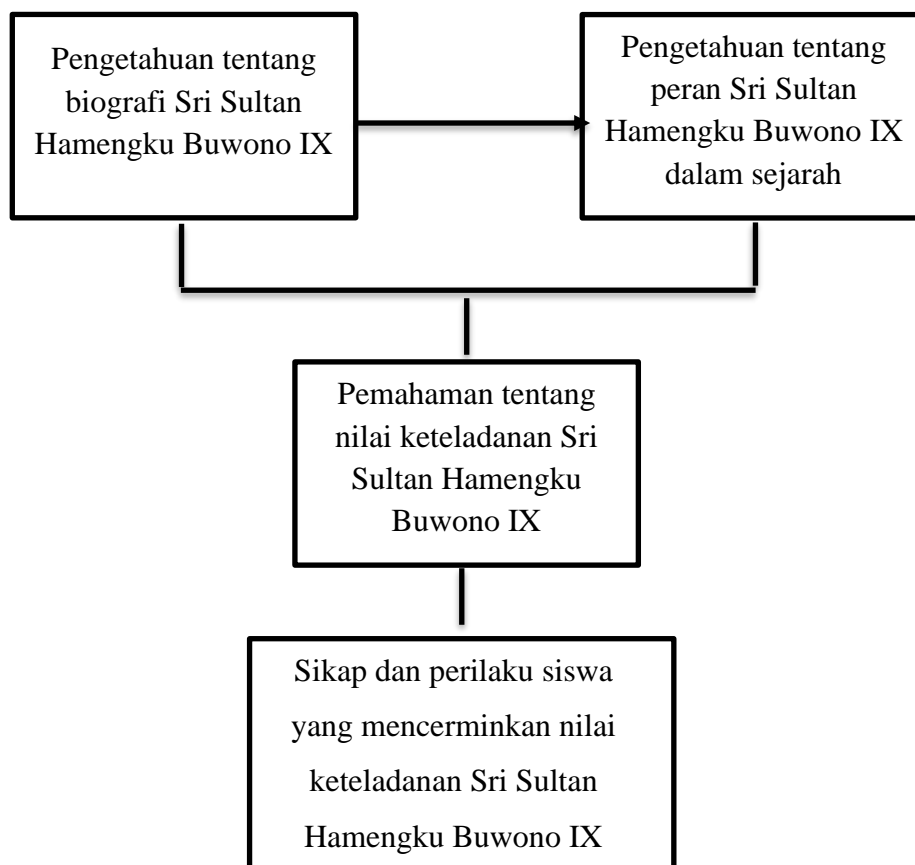 Pengetahuan tentang
biografi Sri Sultan
Hamengku Buwono IX
Pengetahuan tentang
peran Sri Sultan
Hamengku Buwono IX
dalam sejarah
Pemahaman tentang
nilai keteladanan Sri
Sultan Hamengku
Buwono IX
Sikap dan perilaku siswa
yang mencerminkan nilai
keteladanan Sri Sultan
Hamengku Buwono IX